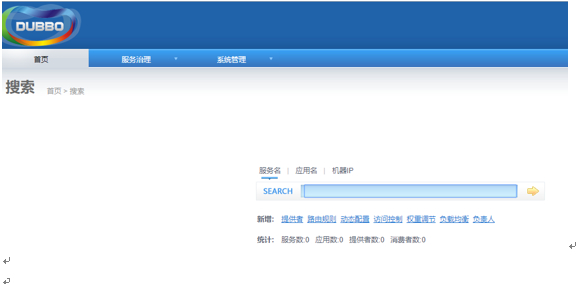 DUBBO
首页 服务治理 系统管理
搜索 首页 > 搜索
服务名 | 应用名 | 机器IP
SEARCH
新增: 提供者 路由规则 动态配置 访问控制 权重调节 负载均衡 负责人
统计: 服务数:0 应用数:0 提供者数:0 消费者数:0